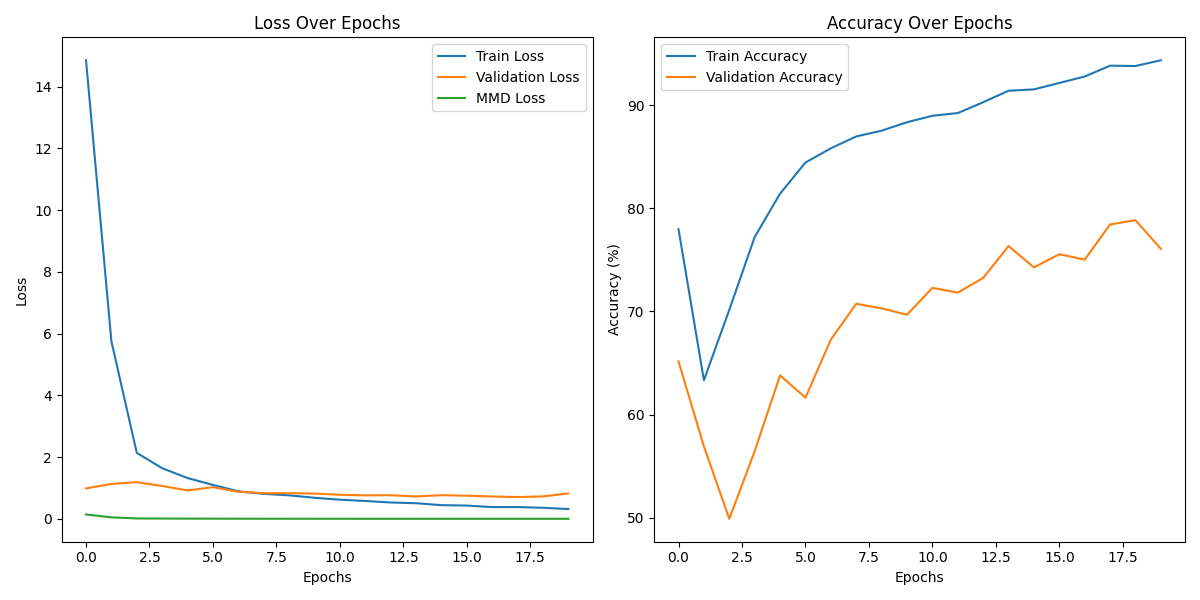 Loss Over Epochs
Train Loss
Validation Loss
MMD Loss
14
12
10
8
6
4
2
0
Loss
0.0 2.5 5.0 7.5 10.0 12.5 15.0 17.5
Epochs
Accuracy Over Epochs
Train Accuracy
Validation Accuracy
90
80
70
60
50
Accuracy (%)
0.0 2.5 5.0 7.5 10.0 12.5 15.0 17.5
Epochs